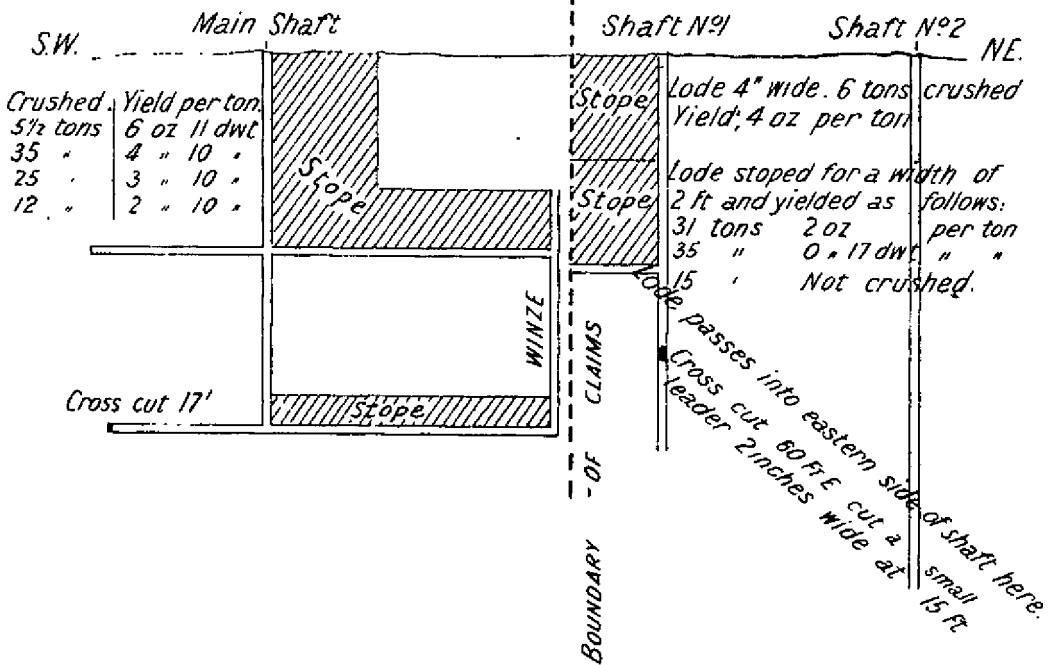 S.W. Main Shaft Shaft Nº1 Shaft Nº2 NE.
Crushed. Yield per ton.
5½ tons 6 oz 11 dwt
35 " 4 " 10 "
25 " 3 " 10 "
12 " 2 " 10 "
Stope
Stope
Lode 4" wide. 6 tons crushed
Yield, 4 oz per ton
Stope
Lode stoped for a width of
2 ft and yielded as follows:
31 tons 2 oz per ton
35 " 0 " 17 dwt " "
15 " Not crushed.
WINZE
BOUNDARY - OF CLAIMS
Lode passes into eastern side of shaft here.
Cross cut 60 Ft E cut a small
leader 2 inches wide at 15 ft
Cross cut 17'
Stope